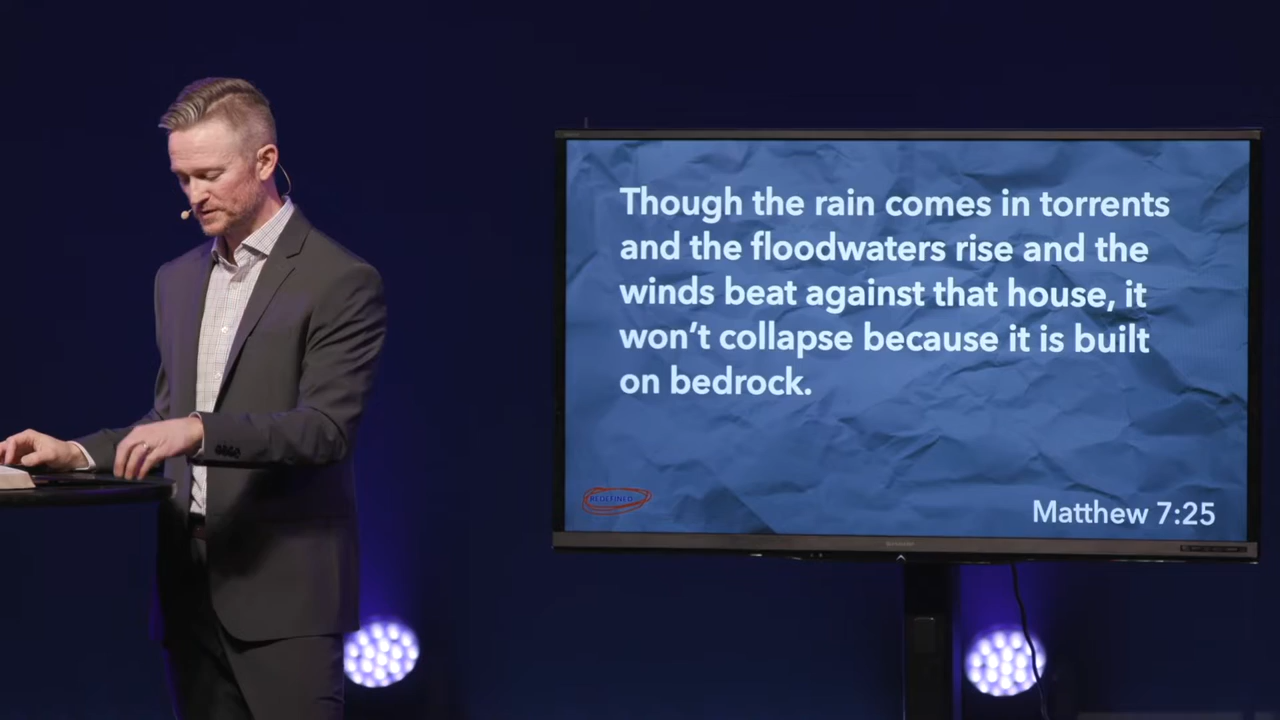 Though the rain comes in torrents
and the floodwaters rise and the
winds beat against that house, it
won't collapse because it is built
on bedrock.
REDEFINED
Matthew 7:25